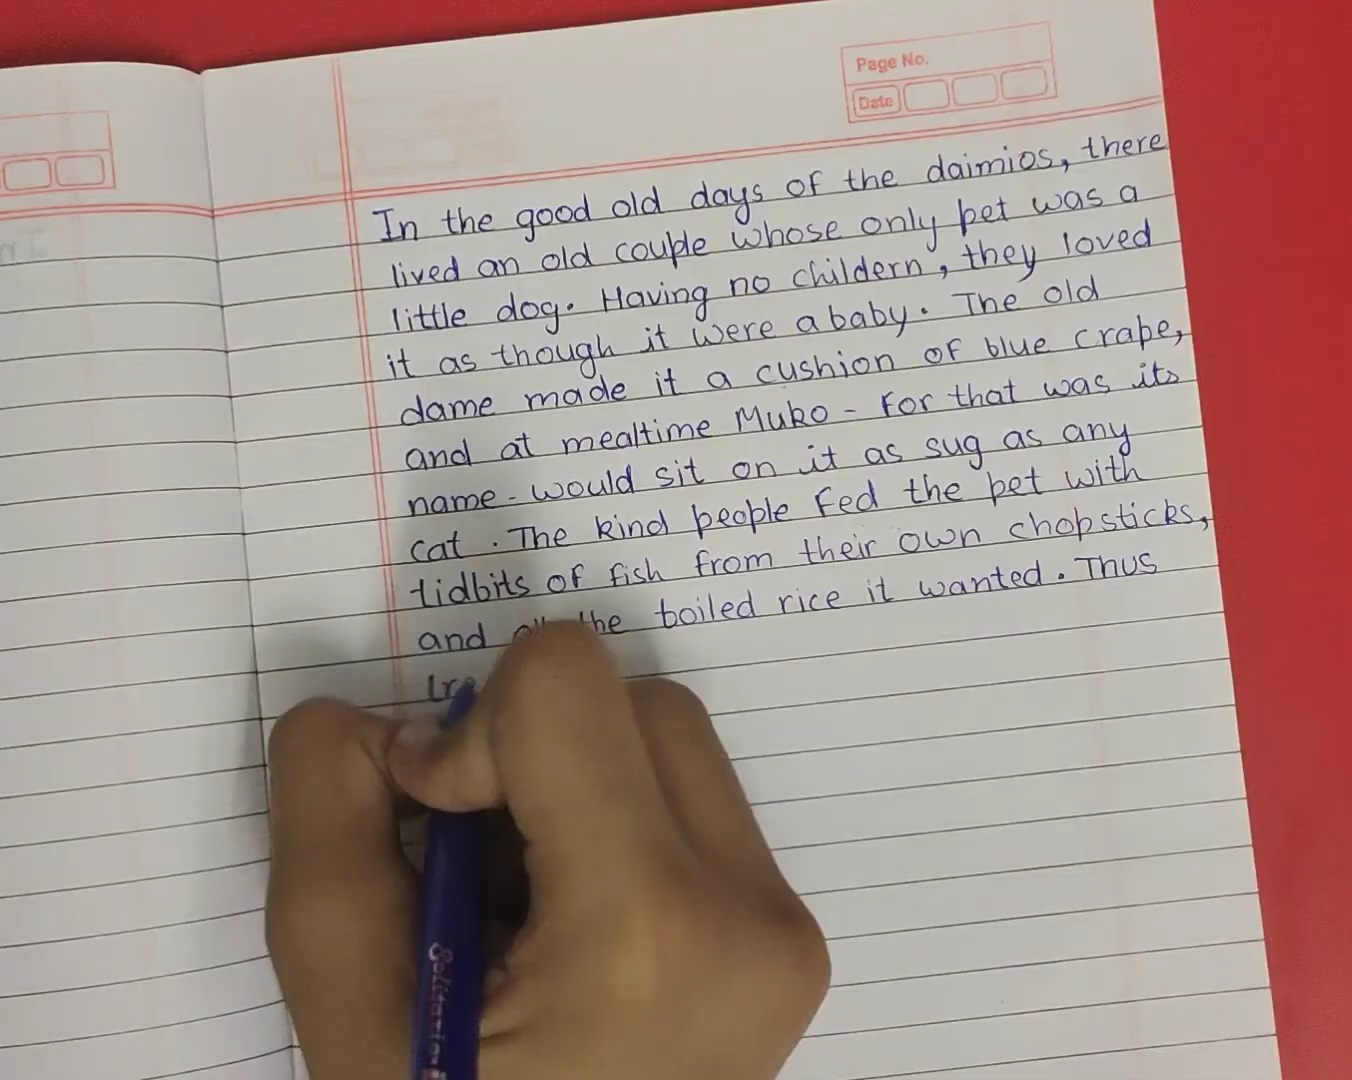 Page No.
Date
In the good old days of the daimios, there
lived an old couple whose only pet was a
little dog. Having no childern, they loved
it as though it were a baby. The old
dame made it a cushion of blue crape,
and at mealtime Muko - For that was its
name - would sit on it as sug as any
cat. The kind people Fed the pet with
tidbits of fish from their own chopsticks,
and all the boiled rice it wanted. Thus
tre